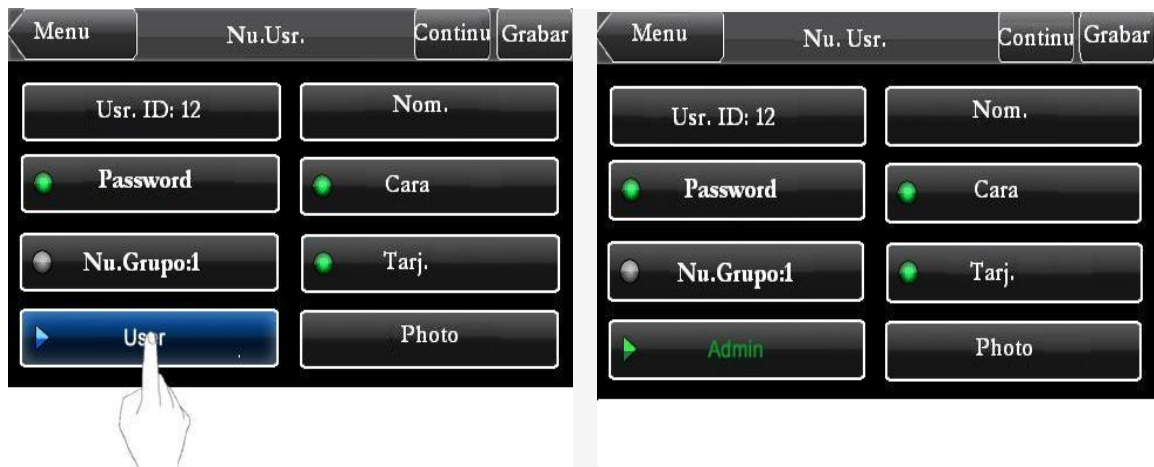 Menu Nu.Usr. Continu Grabar
Usr. ID: 12 Nom.
Password Cara
Nu.Grupo:1 Tarj.
User Photo
Menu Nu. Usr. Continu Grabar
Usr. ID: 12 Nom.
Password Cara
Nu.Grupo:1 Tarj.
Admin Photo